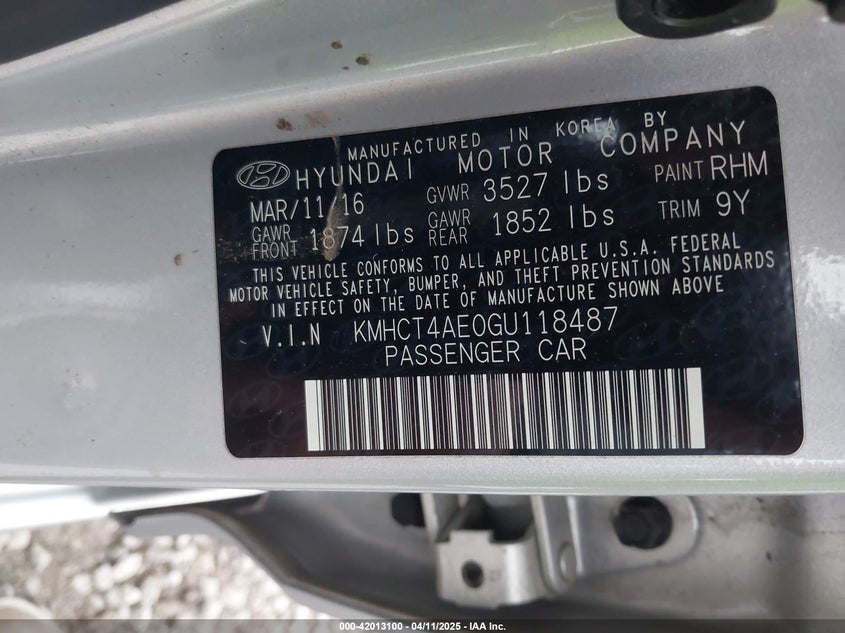 MANUFACTURED IN KOREA BY
HYUNDAI MOTOR COMPANY
MAR/11/16 GVWR 3527 lbs PAINT RHM
GAWR FRONT 1874 lbs GAWR REAR 1852 lbs TRIM 9Y
THIS VEHICLE CONFORMS TO ALL APPLICABLE U.S.A. FEDERAL
MOTOR VEHICLE SAFETY, BUMPER, AND THEFT PREVENTION STANDARDS
IN EFFECT ON THE DATE OF MANUFACTURE SHOWN ABOVE
V.I.N KMHCT4AE0GU118487
PASSENGER CAR
000-42013100 - 04/11/2025 - IAA Inc.